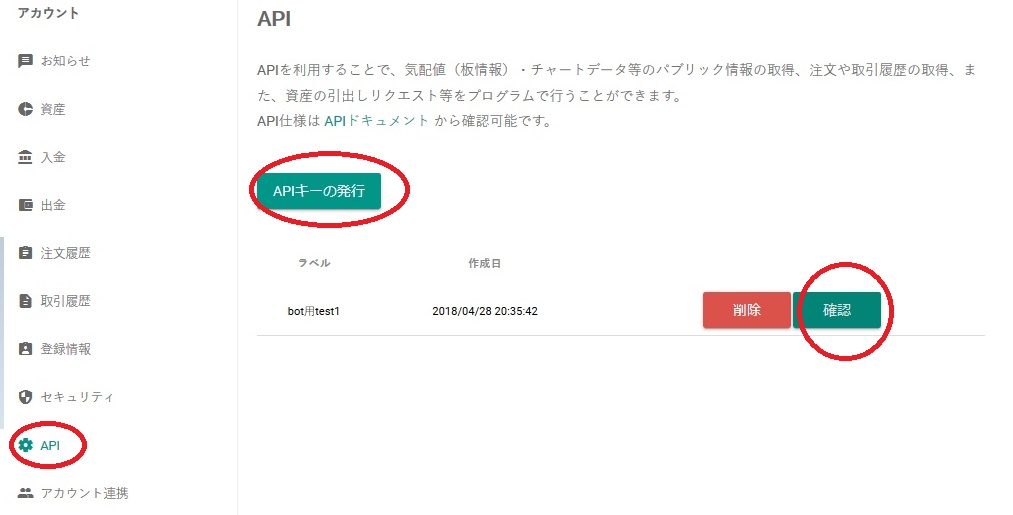 アカウント
お知らせ
資産
入金
出金
注文履歴
取引履歴
登録情報
セキュリティ
API
アカウント連携
API
APIを利用することで、気配値（板情報）・チャートデータ等のパブリック情報の取得、注文や取引履歴の取得、ま
た、資産の引出しリクエスト等をプログラムで行うことができます。
API仕様は APIドキュメント から確認可能です。
APIキーの発行
ラベル 作成日
bot用test1 2018/04/28 20:35:42 削除 確認